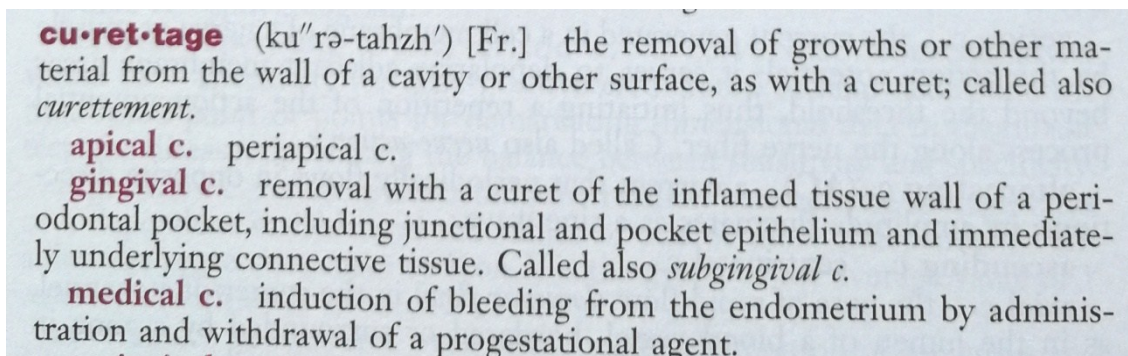 cu•ret•tage (ku″rə-tahzh′) [Fr.] the removal of growths or other ma-
terial from the wall of a cavity or other surface, as with a curet; called also
curettement.
apical c. periapical c.
gingival c. removal with a curet of the inflamed tissue wall of a peri-
odontal pocket, including junctional and pocket epithelium and immediate-
ly underlying connective tissue. Called also subgingival c.
medical c. induction of bleeding from the endometrium by adminis-
tration and withdrawal of a progestational agent.